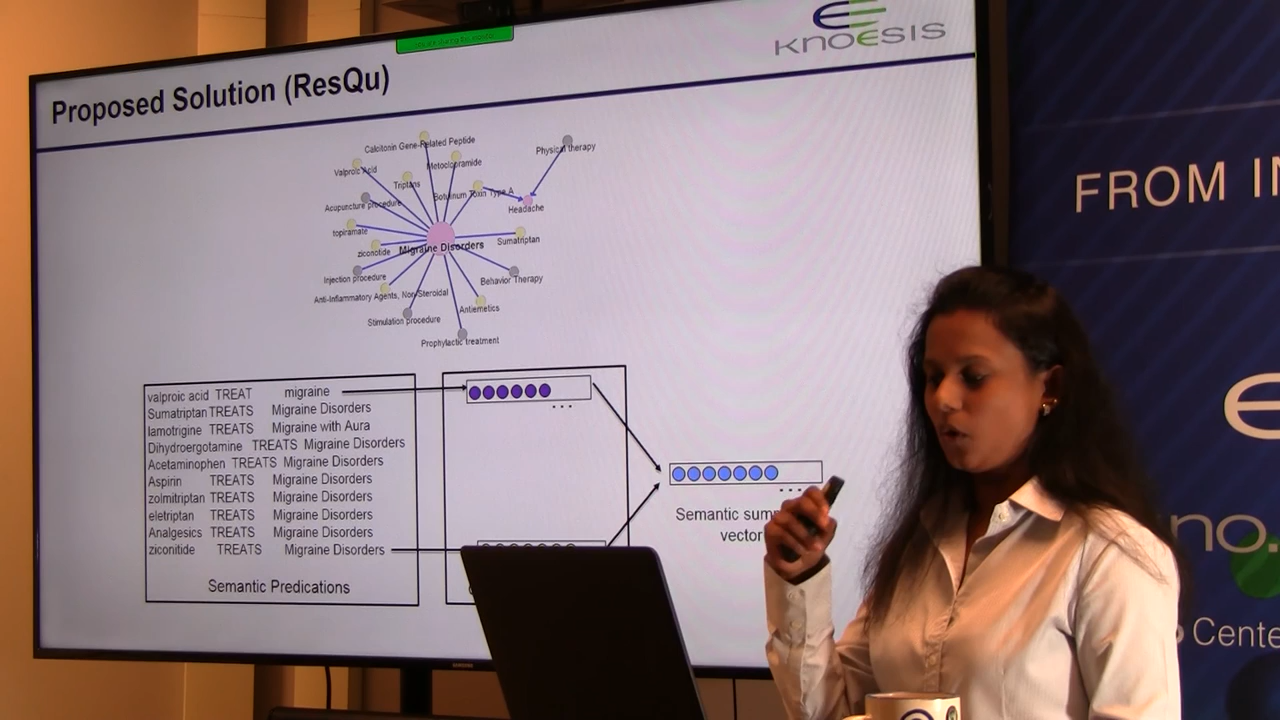 KNOESIS
Proposed Solution (ResQu)
Calcitonin Gene-Related Peptide
Physical therapy
Valproic Acid
Metoclopramide
Triptans
Botulinum Toxin Type A
Acupuncture procedure
Headache
topiramate
Sumatriptan
ziconotide
Migraine Disorders
Injection procedure
Behavior Therapy
Anti-Inflammatory Agents, Non-Steroidal
Antiemetics
Stimulation procedure
Prophylactic treatment
valproic acid TREAT migraine
Sumatriptan TREATS Migraine Disorders
lamotrigine TREATS Migraine with Aura
Dihydroergotamine TREATS Migraine Disorders
Acetaminophen TREATS Migraine Disorders
Aspirin TREATS Migraine Disorders
zolmitriptan TREATS Migraine Disorders
eletriptan TREATS Migraine Disorders
Analgesics TREATS Migraine Disorders
ziconitide TREATS Migraine Disorders
Semantic Predications
...
...
Semantic
vector
SAMSUNG
FROM
no.
Cente